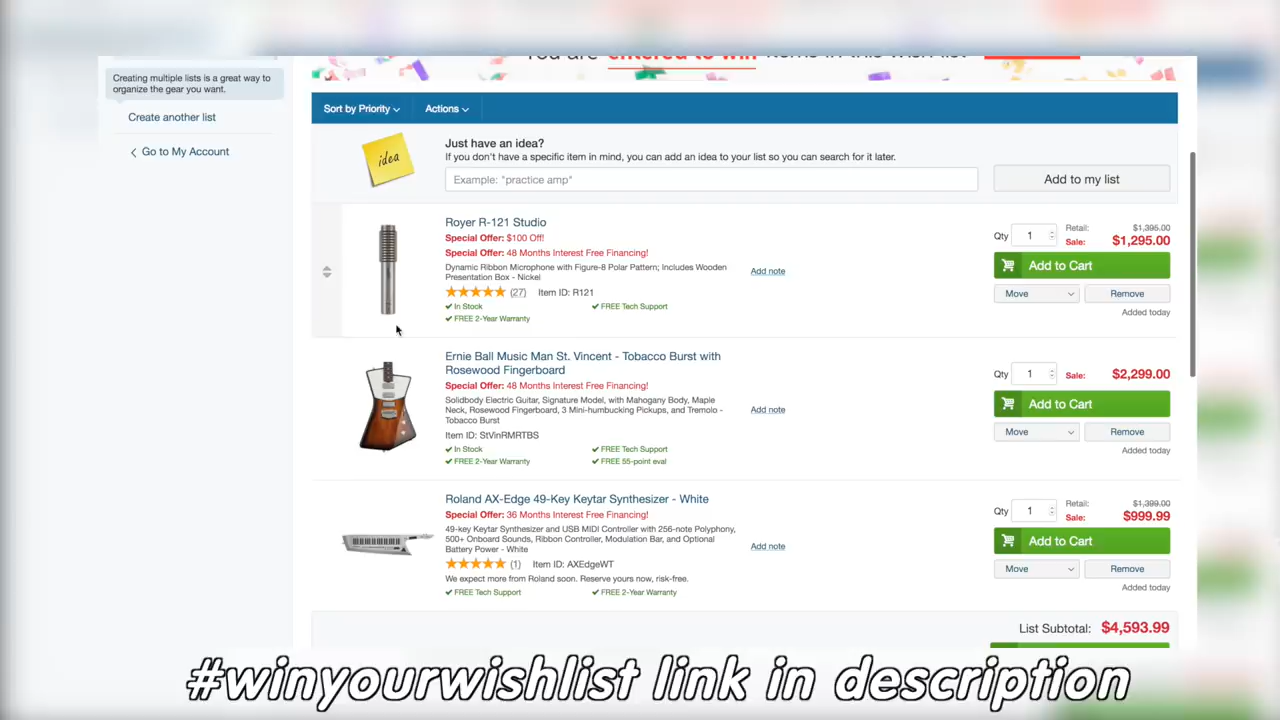 You are entered to win items in this wish list
Creating multiple lists is a great way to
organize the gear you want.
Create another list
Go to My Account
Sort by Priority
Actions
idea
Just have an idea?
If you don't have a specific item in mind, you can add an idea to your list so you can search for it later.
Example: "practice amp"
Add to my list
Royer R-121 Studio
Special Offer: $100 Off!
Special Offer: 48 Months Interest Free Financing!
Dynamic Ribbon Microphone with Figure-8 Polar Pattern; Includes Wooden
Presentation Box - Nickel
(27) Item ID: R121
In Stock FREE Tech Support
FREE 2-Year Warranty
Add note
Qty 1 Retail: $1,395.00
Sale: $1,295.00
Add to Cart
Move Remove
Added today
Ernie Ball Music Man St. Vincent - Tobacco Burst with
Rosewood Fingerboard
Special Offer: 48 Months Interest Free Financing!
Solidbody Electric Guitar, Signature Model, with Mahogany Body, Maple
Neck, Rosewood Fingerboard, 3 Mini-humbucking Pickups, and Tremolo -
Tobacco Burst
Item ID: StVinRMRTBS
In Stock FREE Tech Support
FREE 2-Year Warranty FREE 55-point eval
Add note
Qty 1 Sale: $2,299.00
Add to Cart
Move Remove
Added today
Roland AX-Edge 49-Key Keytar Synthesizer - White
Special Offer: 36 Months Interest Free Financing!
49-key Keytar Synthesizer and USB MIDI Controller with 256-note Polyphony,
500+ Onboard Sounds, Ribbon Controller, Modulation Bar, and Optional
Battery Power - White
(1) Item ID: AXEdgeWT
We expect more from Roland soon. Reserve yours now, risk-free.
FREE Tech Support FREE 2-Year Warranty
Add note
Qty 1 Retail: $1,399.00
Sale: $999.99
Add to Cart
Move Remove
Added today
List Subtotal: $4,593.99
#winyourwishlist link in description